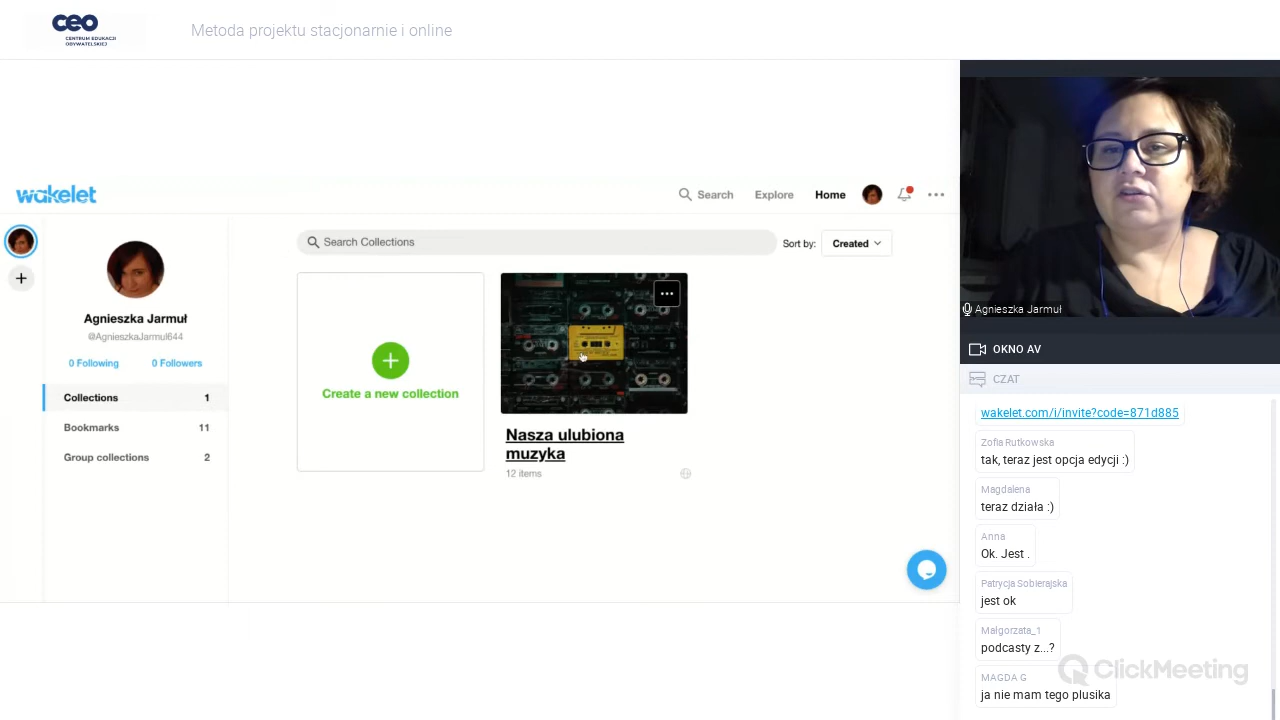 ceo
CENTRUM EDUKACJI
OBYWATELSKIEJ
Metoda projektu stacjonarnie i online
wakelet
Search
Explore
Home
Search Collections
Sort by:
Created
Agnieszka Jarmuł
@AgnieszkaJarmul644
0 Following
0 Followers
Collections 1
Bookmarks 11
Group collections 2
Create a new collection
Nasza ulubiona
muzyka
12 items
Agnieszka Jarmuł
OKNO AV
CZAT
wakelet.com/i/invite?code=871d885
Zofia Rutkowska
tak, teraz jest opcja edycji :)
Magdalena
teraz działa :)
Anna
Ok. Jest .
Patrycja Sobierajska
jest ok
Małgorzata_1
podcasty z...?
MAGDA G
ja nie mam tego plusika
ClickMeeting